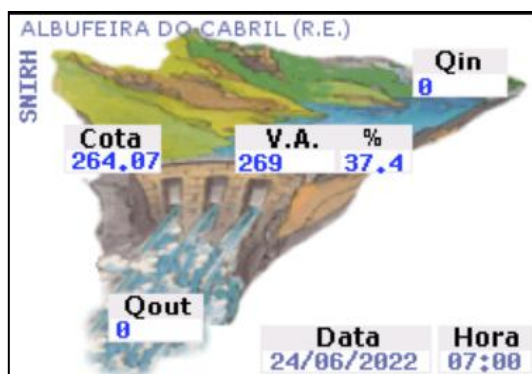 ALBUFEIRA DO CABRIL (R.E.)
SNIRH
Qin
0
Cota V.A. %
264.07 269 37.4
Qout
0
Data Hora
24/06/2022 07:00